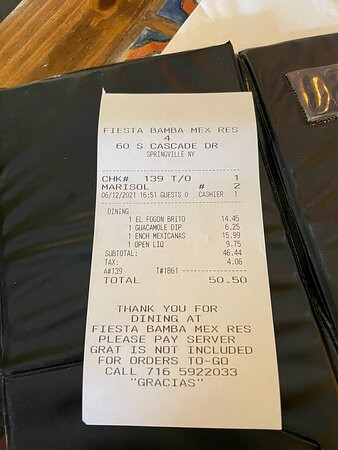 FIESTA BAMBA MEX RES
4
60 S CASCADE DR
SPRINGVILLE NY
CHK# 139 T/O 1
MARISOL # 2
06/12/2021 16:51 GUESTS 0 CASHIER 1
DINING
1 EL FOGON BRITO 14.45
1 GUACAMOLE DIP 6.25
1 ENCH MEXICANAS 15.99
1 OPEN LIQ 9.75
SUBTOTAL: 46.44
TAX: 4.06
A#139 T#1861 ----------------
TOTAL 50.50
THANK YOU FOR
DINING AT
FIESTA BAMBA MEX RES
PLEASE PAY SERVER
GRAT IS NOT INCLUDED
FOR ORDERS TO-GO
CALL 716 5922033
"GRACIAS"